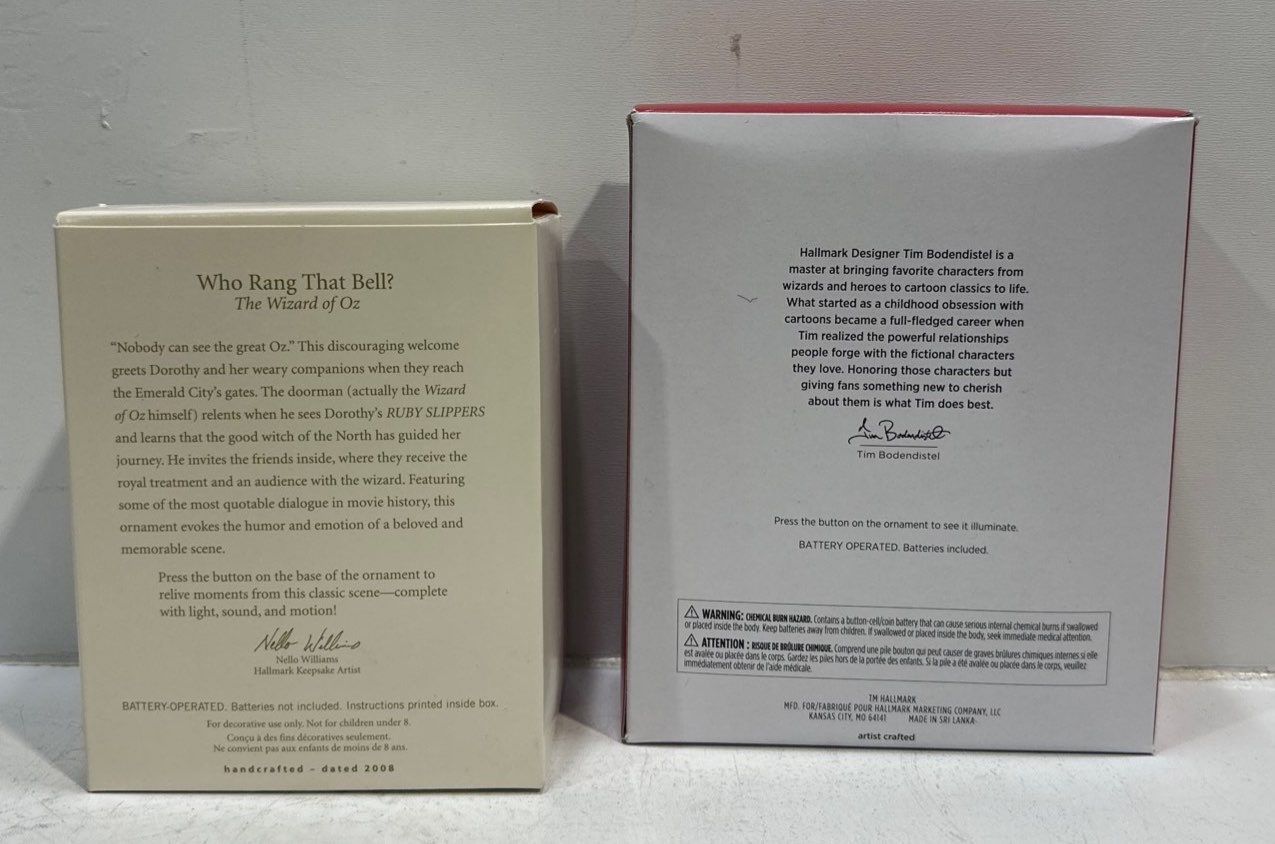 Who Rang That Bell?
The Wizard of Oz
“Nobody can see the great Oz.” This discouraging welcome
greets Dorothy and her weary companions when they reach
the Emerald City’s gates. The doorman (actually the Wizard
of Oz himself) relents when he sees Dorothy’s RUBY SLIPPERS
and learns that the good witch of the North has guided her
journey. He invites the friends inside, where they receive the
royal treatment and an audience with the wizard. Featuring
some of the most quotable dialogue in movie history, this
ornament evokes the humor and emotion of a beloved and
memorable scene.
Press the button on the base of the ornament to
relive moments from this classic scene—complete
with light, sound, and motion!
Nello Williams
Nello Williams
Hallmark Keepsake Artist
BATTERY-OPERATED. Batteries not included. Instructions printed inside box.
For decorative use only. Not for children under 8.
Conçu à des fins décoratives seulement.
Ne convient pas aux enfants de moins de 8 ans.
handcrafted – dated 2008
Hallmark Designer Tim Bodendistel is a
master at bringing favorite characters from
wizards and heroes to cartoon classics to life.
What started as a childhood obsession with
cartoons became a full-fledged career when
Tim realized the powerful relationships
people forge with the fictional characters
they love. Honoring those characters but
giving fans something new to cherish
about them is what Tim does best.
Tim Bodendistel
Tim Bodendistel
Press the button on the ornament to see it illuminate.
BATTERY OPERATED. Batteries included.
WARNING: CHEMICAL BURN HAZARD. Contains a button-cell/coin battery that can cause serious internal chemical burns if swallowed
or placed inside the body. Keep batteries away from children. If swallowed or placed inside the body, seek immediate medical attention.
ATTENTION : RISQUE DE BRÛLURE CHIMIQUE. Comprend une pile bouton qui peut causer de graves brûlures chimiques internes si elle
est avalée ou placée dans le corps. Gardez les piles hors de la portée des enfants. Si la pile a été avalée ou placée dans le corps, veuillez
immédiatement obtenir de l’aide médicale.
TM HALLMARK
MFD. FOR/FABRIQUÉ POUR HALLMARK MARKETING COMPANY, LLC
KANSAS CITY, MO 64141 MADE IN SRI LANKA
artist crafted